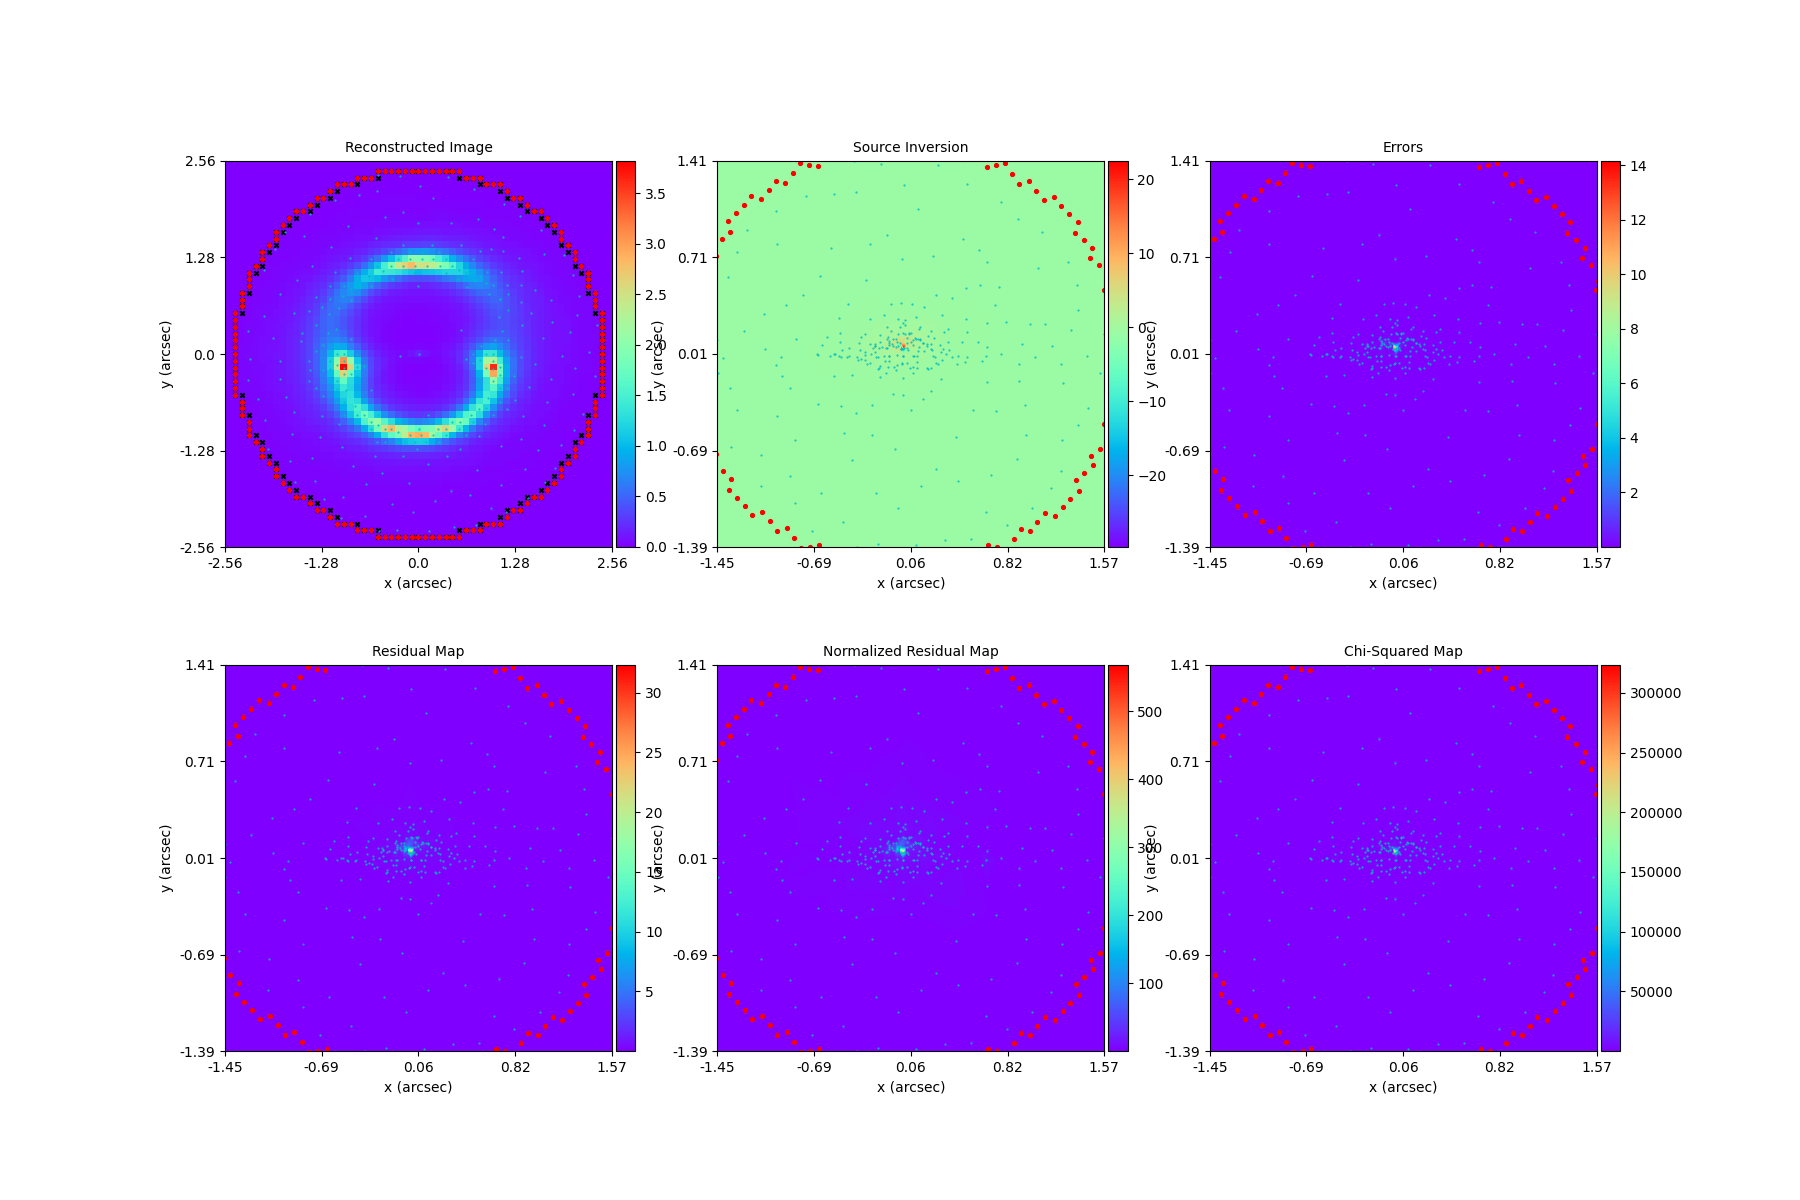 Reconstructed Image
2.56
1.28
0.0
-1.28
-2.56
y (arcsec)
-2.56 -1.28 0.0 1.28 2.56
x (arcsec)
3.5
3.0
2.5
2.0
1.5
1.0
0.5
0.0
Source Inversion
1.41
0.71
0.01
-0.69
-1.39
y (arcsec)
-1.45 -0.69 0.06 0.82 1.57
x (arcsec)
20
10
0
−10
−20
Errors
1.41
0.71
0.01
-0.69
-1.39
y (arcsec)
-1.45 -0.69 0.06 0.82 1.57
x (arcsec)
14
12
10
8
6
4
2
Residual Map
1.41
0.71
0.01
-0.69
-1.39
y (arcsec)
-1.45 -0.69 0.06 0.82 1.57
x (arcsec)
30
25
20
15
10
5
Normalized Residual Map
1.41
0.71
0.01
-0.69
-1.39
y (arcsec)
-1.45 -0.69 0.06 0.82 1.57
x (arcsec)
500
400
300
200
100
Chi-Squared Map
1.41
0.71
0.01
-0.69
-1.39
y (arcsec)
-1.45 -0.69 0.06 0.82 1.57
x (arcsec)
300000
250000
200000
150000
100000
50000